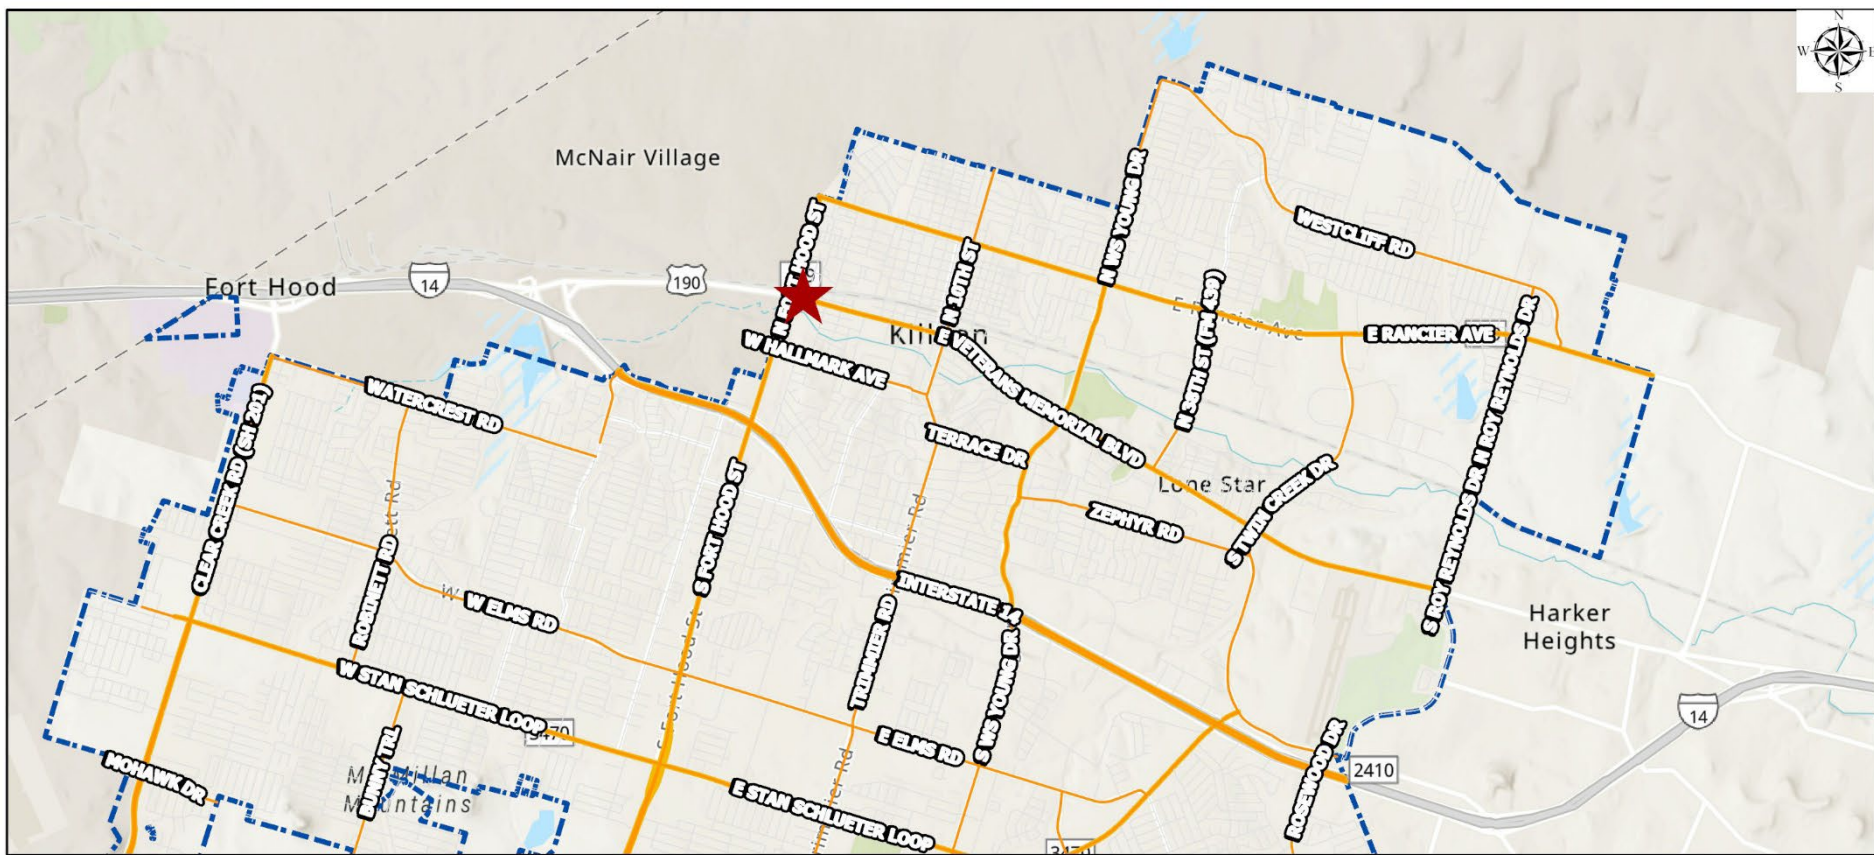 N
W
E
S
McNair Village
N WS YOUNG DR
WESTCLIFF RD
Fort Hood
14
190
N 10TH ST
N 38TH ST (FM 439)
E Rancier Ave
E RANCIER AVE
W HALLMARK AVE
E VETERANS MEMORIAL BLVD
WATERCREST RD
CLEAR CREEK RD (SH 201)
TERRACE DR
Lone Star
S TWIN CREEK DR
ZEPHYR RD
S ROY REYNOLDS DR
N ROY REYNOLDS DR
S FORT HOOD ST
ROBINETT RD
W ELMS RD
INTERSTATE 14
TRIMMIER RD
S WS YOUNG DR
Harker
Heights
W STAN SCHLUETER LOOP
S Fort Hood St
14
2410
MOHAWK DR
BUNNY TRL
Mountains
E ELMS RD
E STAN SCHLUETER LOOP
ROSEWOOD DR